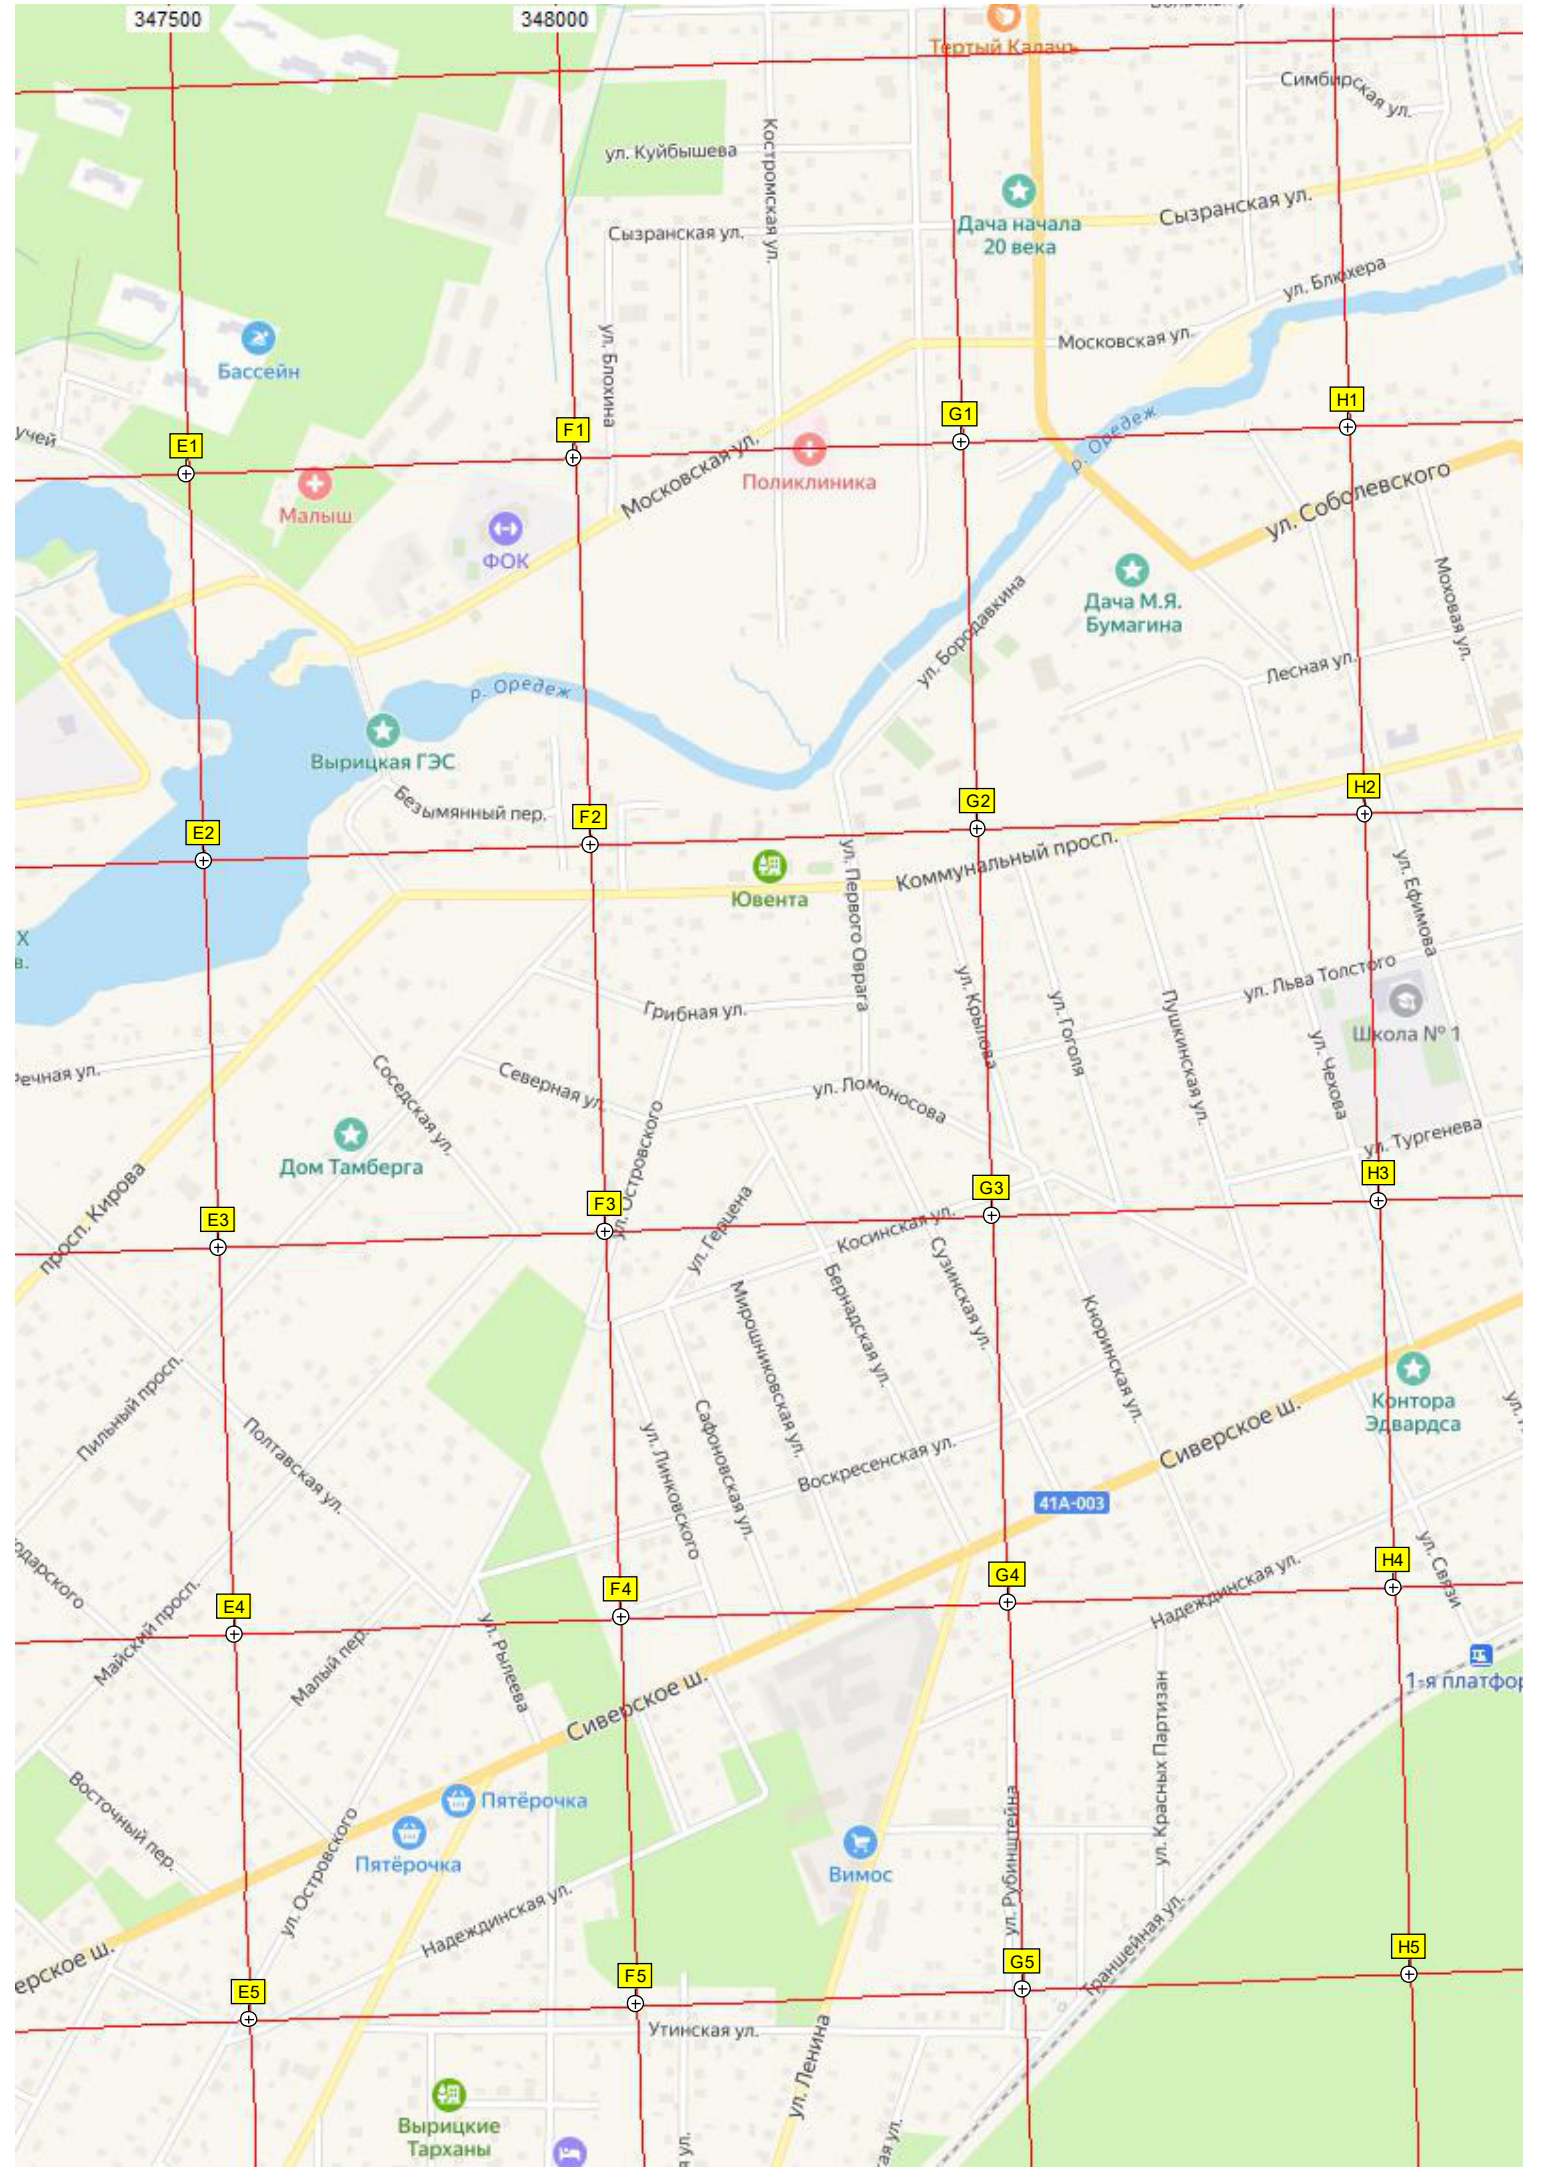 347500
348000
Тертый Калачъ
Симбирская ул.
ул. Куйбышева
Костромская ул.
Сызранская ул.
Дача начала
20 века
Сызранская ул.
ул. Блюхера
Бассейн
ул. Блохина
Московская ул.
E1
F1
G1
H1
учей
Малыш
Московская ул.
Поликлиника
р. Оредеж
ул. Соболевского
ФОК
Дача М.Я.
Бумагина
Моховая ул.
ул. Бородавкина
Лесная ул.
р. Оредеж
Вырицкая ГЭС
Безымянный пер.
E2
F2
G2
H2
Ювента
ул. Первого Оврага
Коммунальный просп.
ул. Ефимова
Х
в.
Грибная ул.
ул. Крылова
ул. Гоголя
Пушкинская ул.
ул. Льва Толстого
Школа № 1
ул. Чехова
Речная ул.
Соседская ул.
Северная ул.
ул. Ломоносова
ул. Тургенева
Дом Тамберга
ул. Островского
просп. Кирова
E3
F3
G3
H3
ул. Герцена
Косинская ул.
Сузинская ул.
Бернадская ул.
Мирошниковская ул.
Кноринская ул.
Пильный просп.
Полтавская ул.
ул. Линковского
Сафоновская ул.
Воскресенская ул.
Сиверское ш.
Контора
Эдвардса
41А-003
одарского
Майский просп.
Малый пер.
ул. Рылеева
E4
F4
G4
H4
Надеждинская ул.
ул. Связи
1-я платфор
Сиверское ш.
ул. Красных Партизан
Восточный пер.
Пятёрочка
Пятёрочка
ул. Островского
Вимос
ул. Рубинштейна
Надеждинская ул.
Траншейная ул.
ерское ш.
E5
F5
G5
H5
Утинская ул.
ул. Ленина
Вырицкие
Тарханы
ая ул.